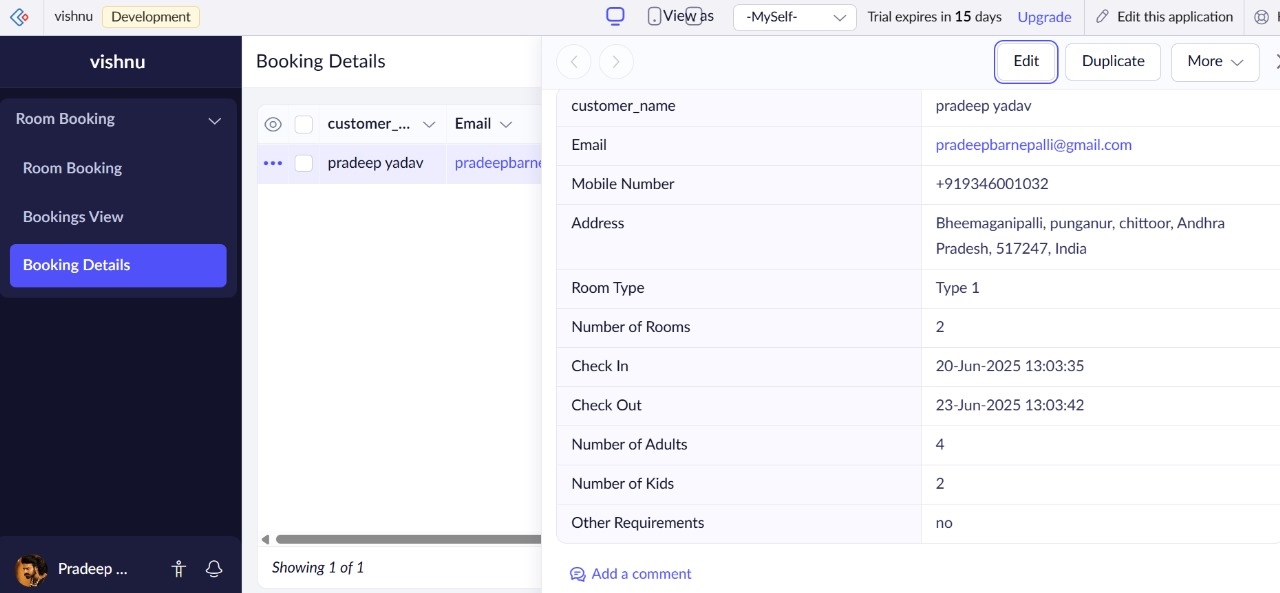 vishnu Development View as -MySelf- Trial expires in 15 days Upgrade Edit this application
vishnu
Room Booking
Room Booking
Bookings View
Booking Details
Pradeep ...
Booking Details
customer_... Email
pradeep yadav pradeepbarne
Showing 1 of 1
Edit Duplicate More
customer_name pradeep yadav
Email pradeepbarnepalli@gmail.com
Mobile Number +919346001032
Address Bheemaganipalli, punganur, chittoor, Andhra
Pradesh, 517247, India
Room Type Type 1
Number of Rooms 2
Check In 20-Jun-2025 13:03:35
Check Out 23-Jun-2025 13:03:42
Number of Adults 4
Number of Kids 2
Other Requirements no
Add a comment